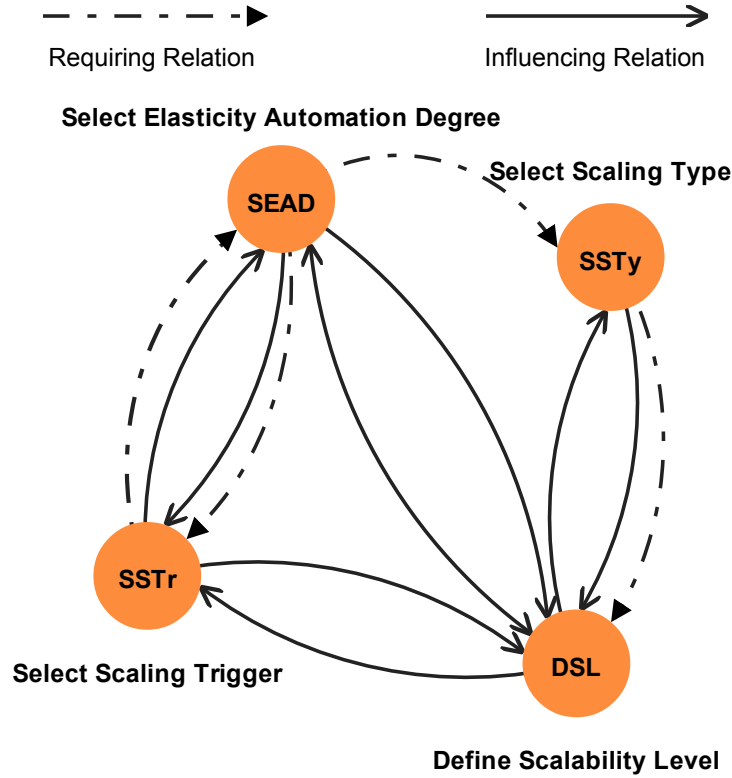 Requiring Relation
Influencing Relation
Select Elasticity Automation Degree
Select Scaling Type
SEAD
SSTy
SSTr
DSL
Select Scaling Trigger
Define Scalability Level